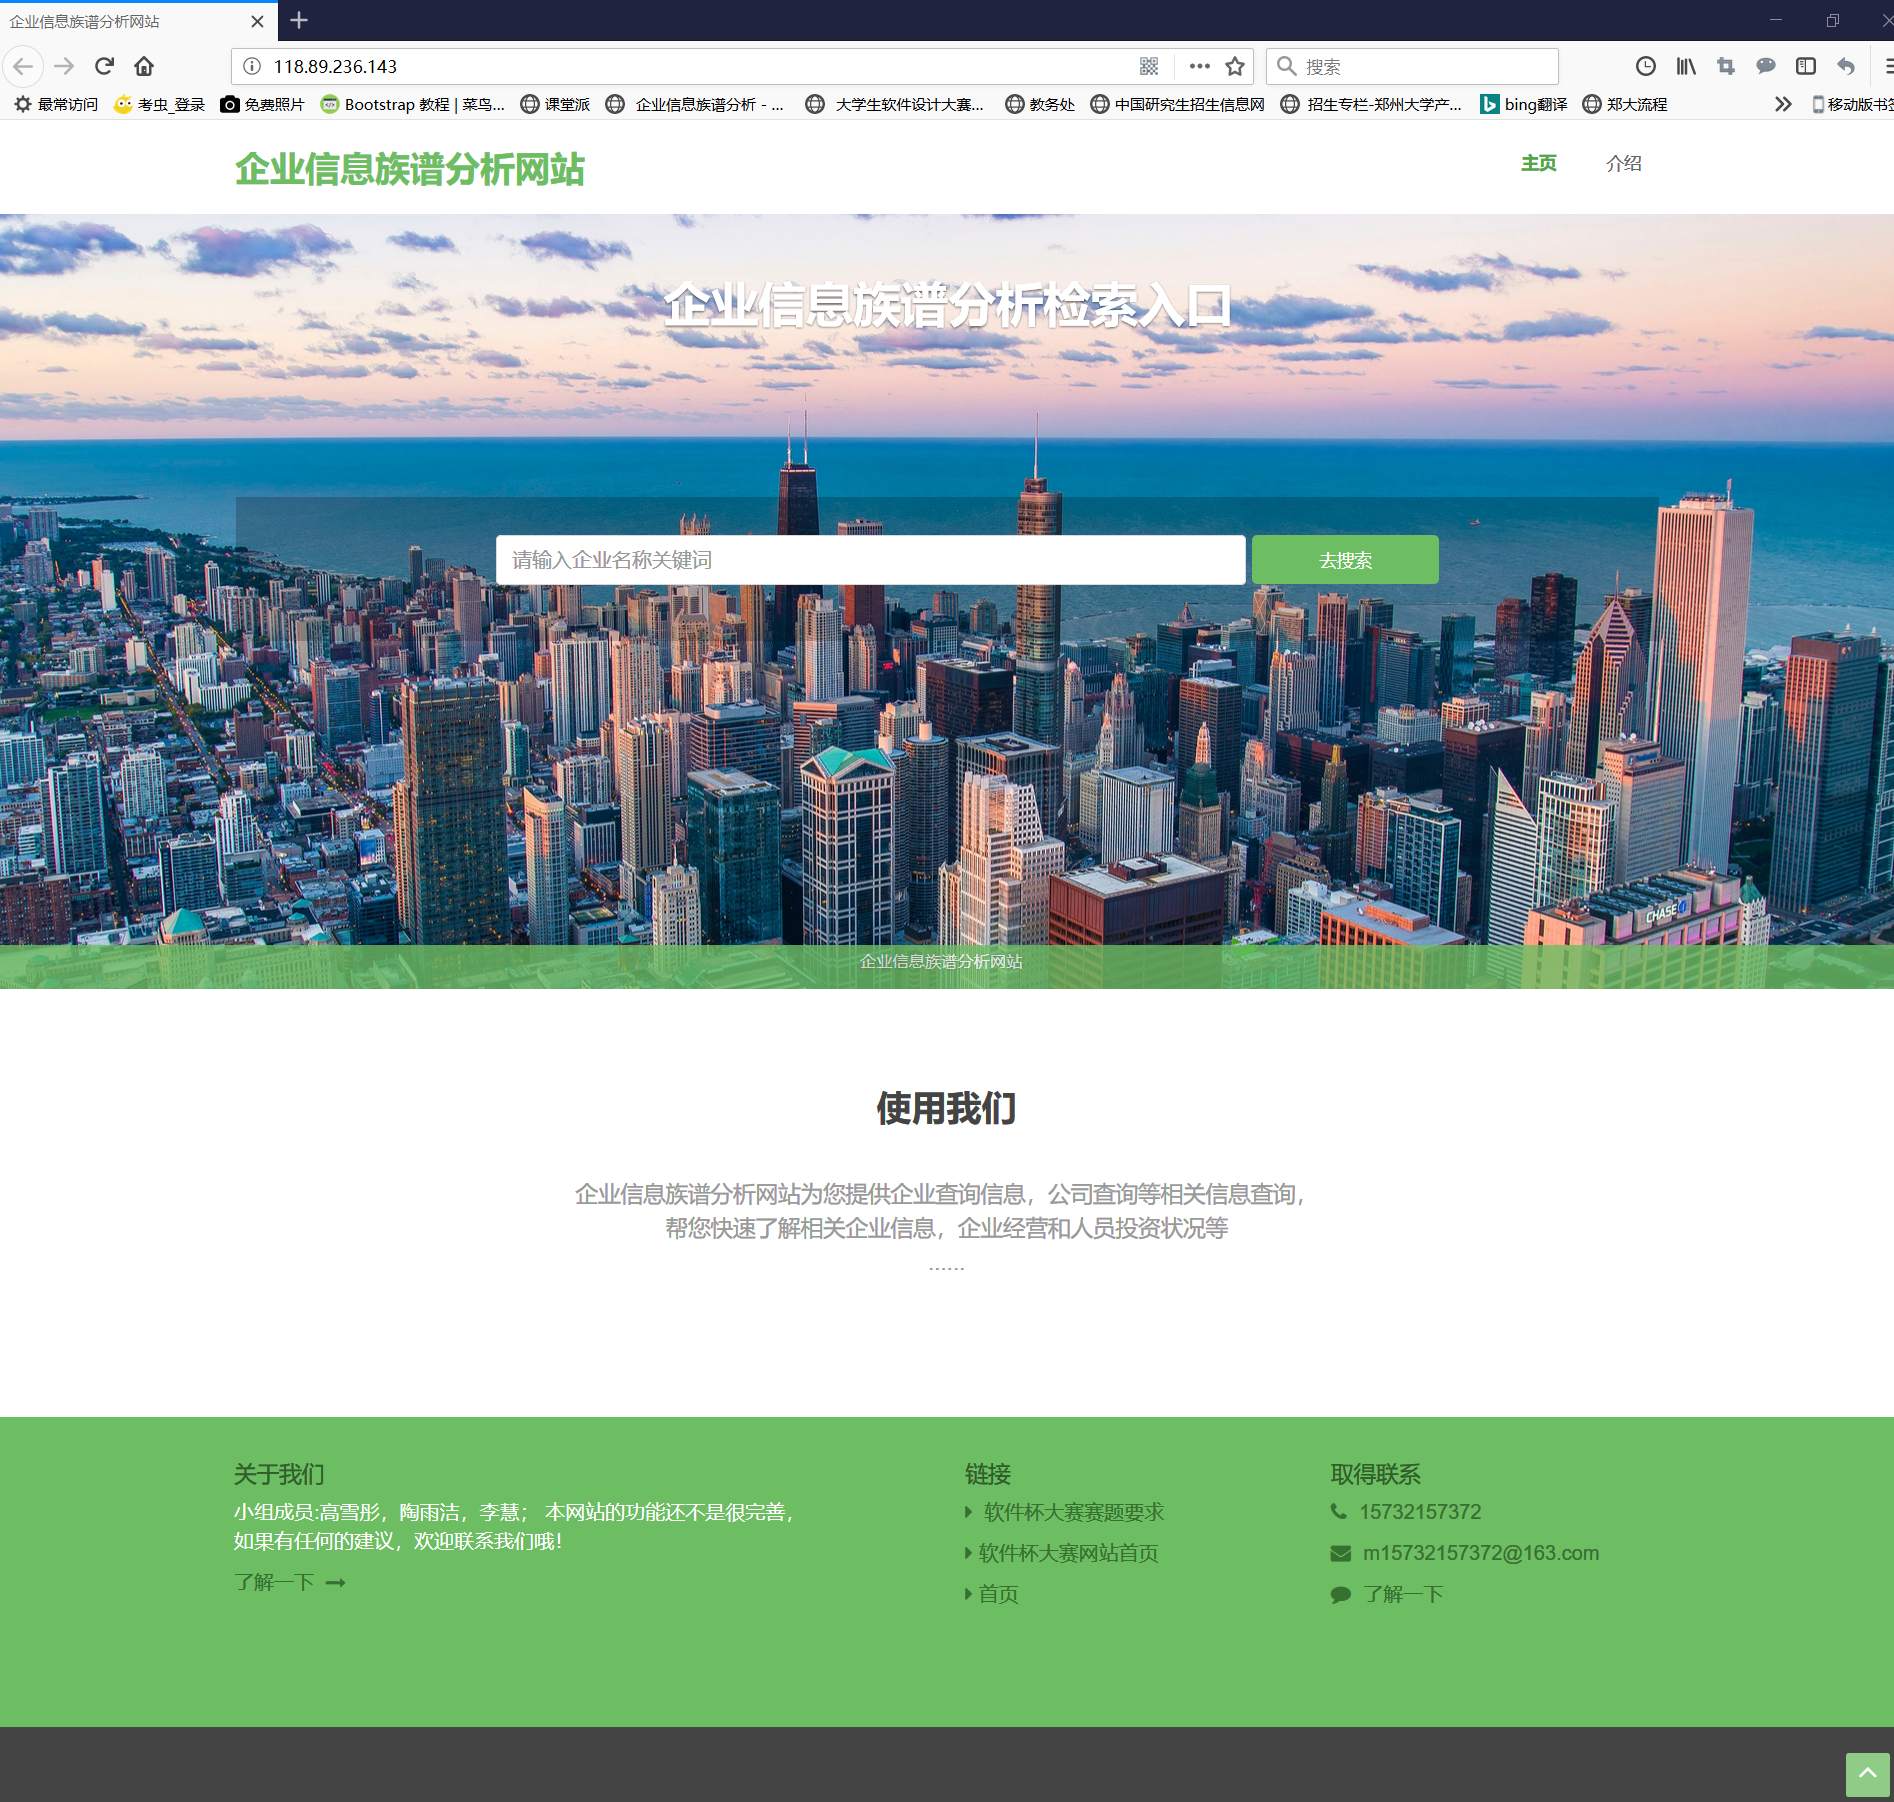 企业信息族谱分析网站
118.89.236.143
搜索
最常访问 考虫_登录 免费照片 Bootstrap 教程 | 菜鸟... 课堂派 企业信息族谱分析 - ... 大学生软件设计大赛... 教务处 中国研究生招生信息网 招生专栏-郑州大学产... bing翻译 郑大流程 移动版书签
企业信息族谱分析网站
主页 介绍
企业信息族谱分析检索入口
请输入企业名称关键词 去搜索
CHASE
企业信息族谱分析网站
使用我们
企业信息族谱分析网站为您提供企业查询信息，公司查询等相关信息查询，
帮您快速了解相关企业信息，企业经营和人员投资状况等
......
关于我们
小组成员:高雪彤，陶雨洁，李慧； 本网站的功能还不是很完善，
如果有任何的建议，欢迎联系我们哦！
了解一下
链接
软件杯大赛赛题要求
软件杯大赛网站首页
首页
取得联系
15732157372
m15732157372@163.com
了解一下